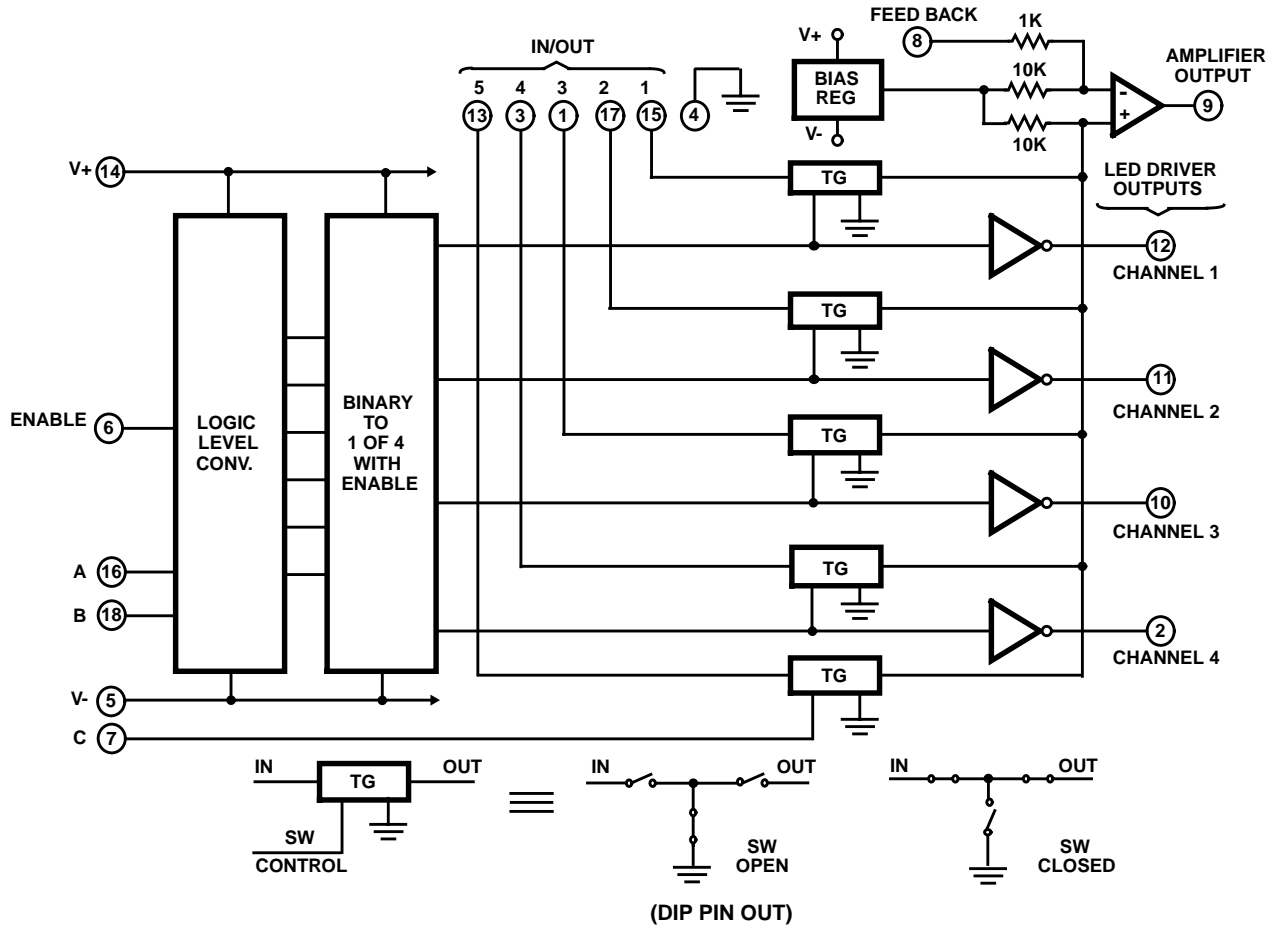 FEED BACK
8
1K
IN/OUT
5 4 3 2 1
13 3 1 17 15 4
V+
BIAS
REG
V-
10K
10K
-
+
AMPLIFIER
OUTPUT
9
V+ 14
TG
LED DRIVER
OUTPUTS
12
CHANNEL 1
TG
11
CHANNEL 2
ENABLE 6
LOGIC
LEVEL
CONV.
BINARY
TO
1 OF 4
WITH
ENABLE
TG
10
CHANNEL 3
A 16
B 18
TG
2
CHANNEL 4
V- 5
TG
C 7
IN
TG
OUT
SW
CONTROL
IN
OUT
SW
OPEN
IN
OUT
SW
CLOSED
(DIP PIN OUT)